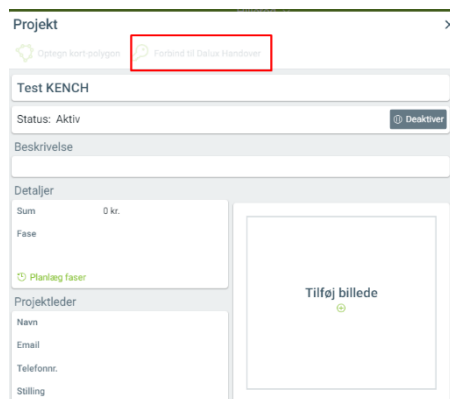 Projekt
Optegn kort-polygon Forbind til Dalux Handover
Test KENCH
Status: Aktiv Deaktiver
Beskrivelse
Detaljer
Sum 0 kr.
Fase
Planlæg faser
Tilføj billede
Projektleder
Navn
Email
Telefonnr.
Stilling